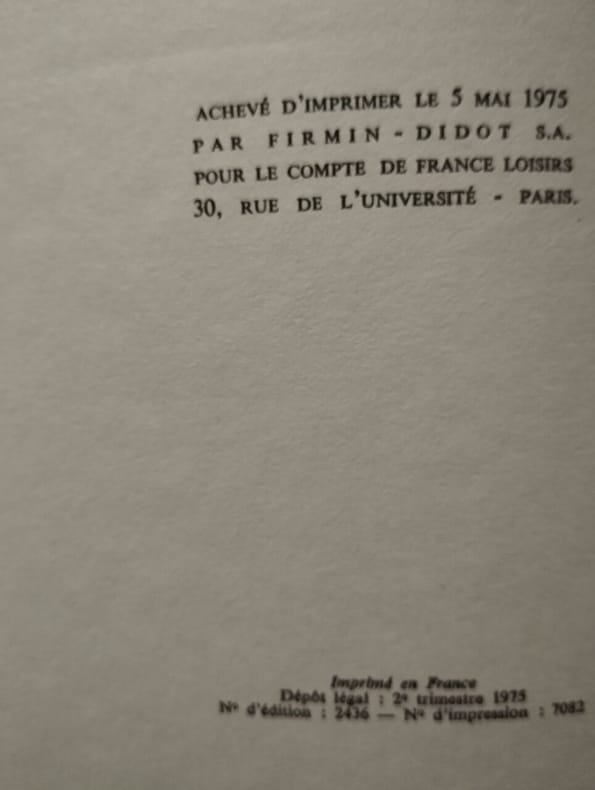 ACHEVÉ D'IMPRIMER LE 5 MAI 1975
PAR FIRMIN - DIDOT S.A.
POUR LE COMPTE DE FRANCE LOISIRS
30, RUE DE L'UNIVERSITÉ - PARIS.
Imprimé en France
Dépôt légal : 2e trimestre 1975
No d'édition : 2436 — No d'impression : 7082